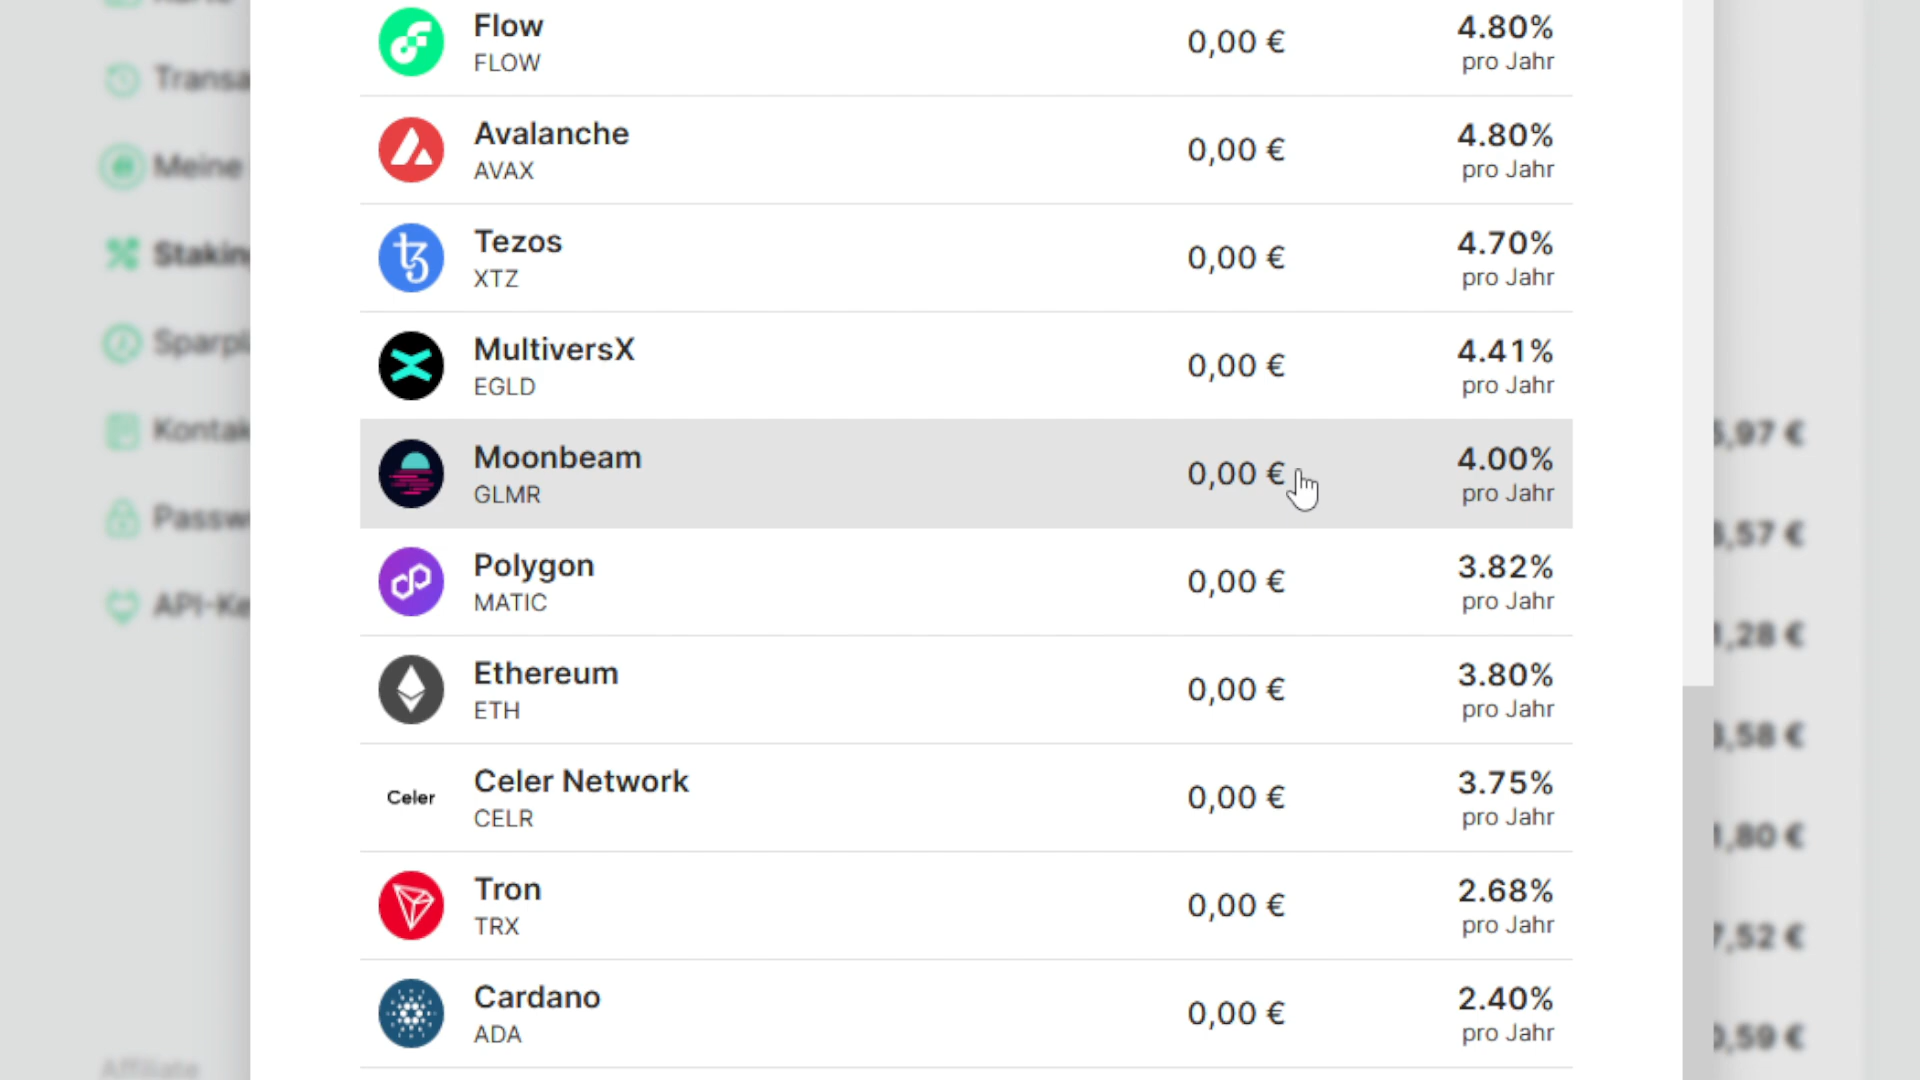 Flow
FLOW
0,00 €
4.80%
pro Jahr
Avalanche
AVAX
0,00 €
4.80%
pro Jahr
Tezos
XTZ
0,00 €
4.70%
pro Jahr
MultiversX
EGLD
0,00 €
4.41%
pro Jahr
Moonbeam
GLMR
0,00 €
4.00%
pro Jahr
Polygon
MATIC
0,00 €
3.82%
pro Jahr
Ethereum
ETH
0,00 €
3.80%
pro Jahr
Celer
Celer Network
CELR
0,00 €
3.75%
pro Jahr
Tron
TRX
0,00 €
2.68%
pro Jahr
Cardano
ADA
0,00 €
2.40%
pro Jahr
Meine
Affiliate